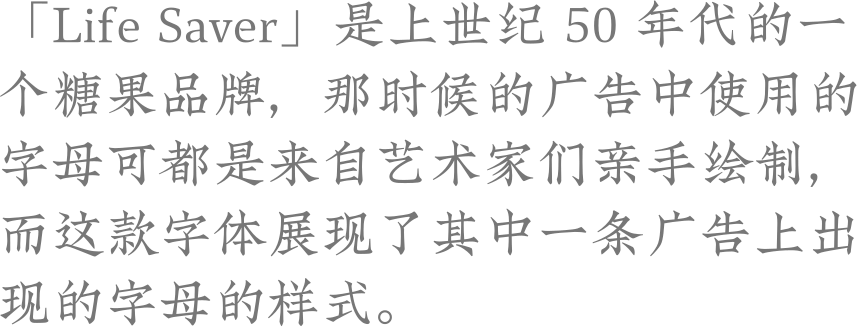 「Life Saver」是上世纪 50 年代的一
个糖果品牌，那时候的广告中使用的
字母可都是来自艺术家们亲手绘制，
而这款字体展现了其中一条广告上出
现的字母的样式。